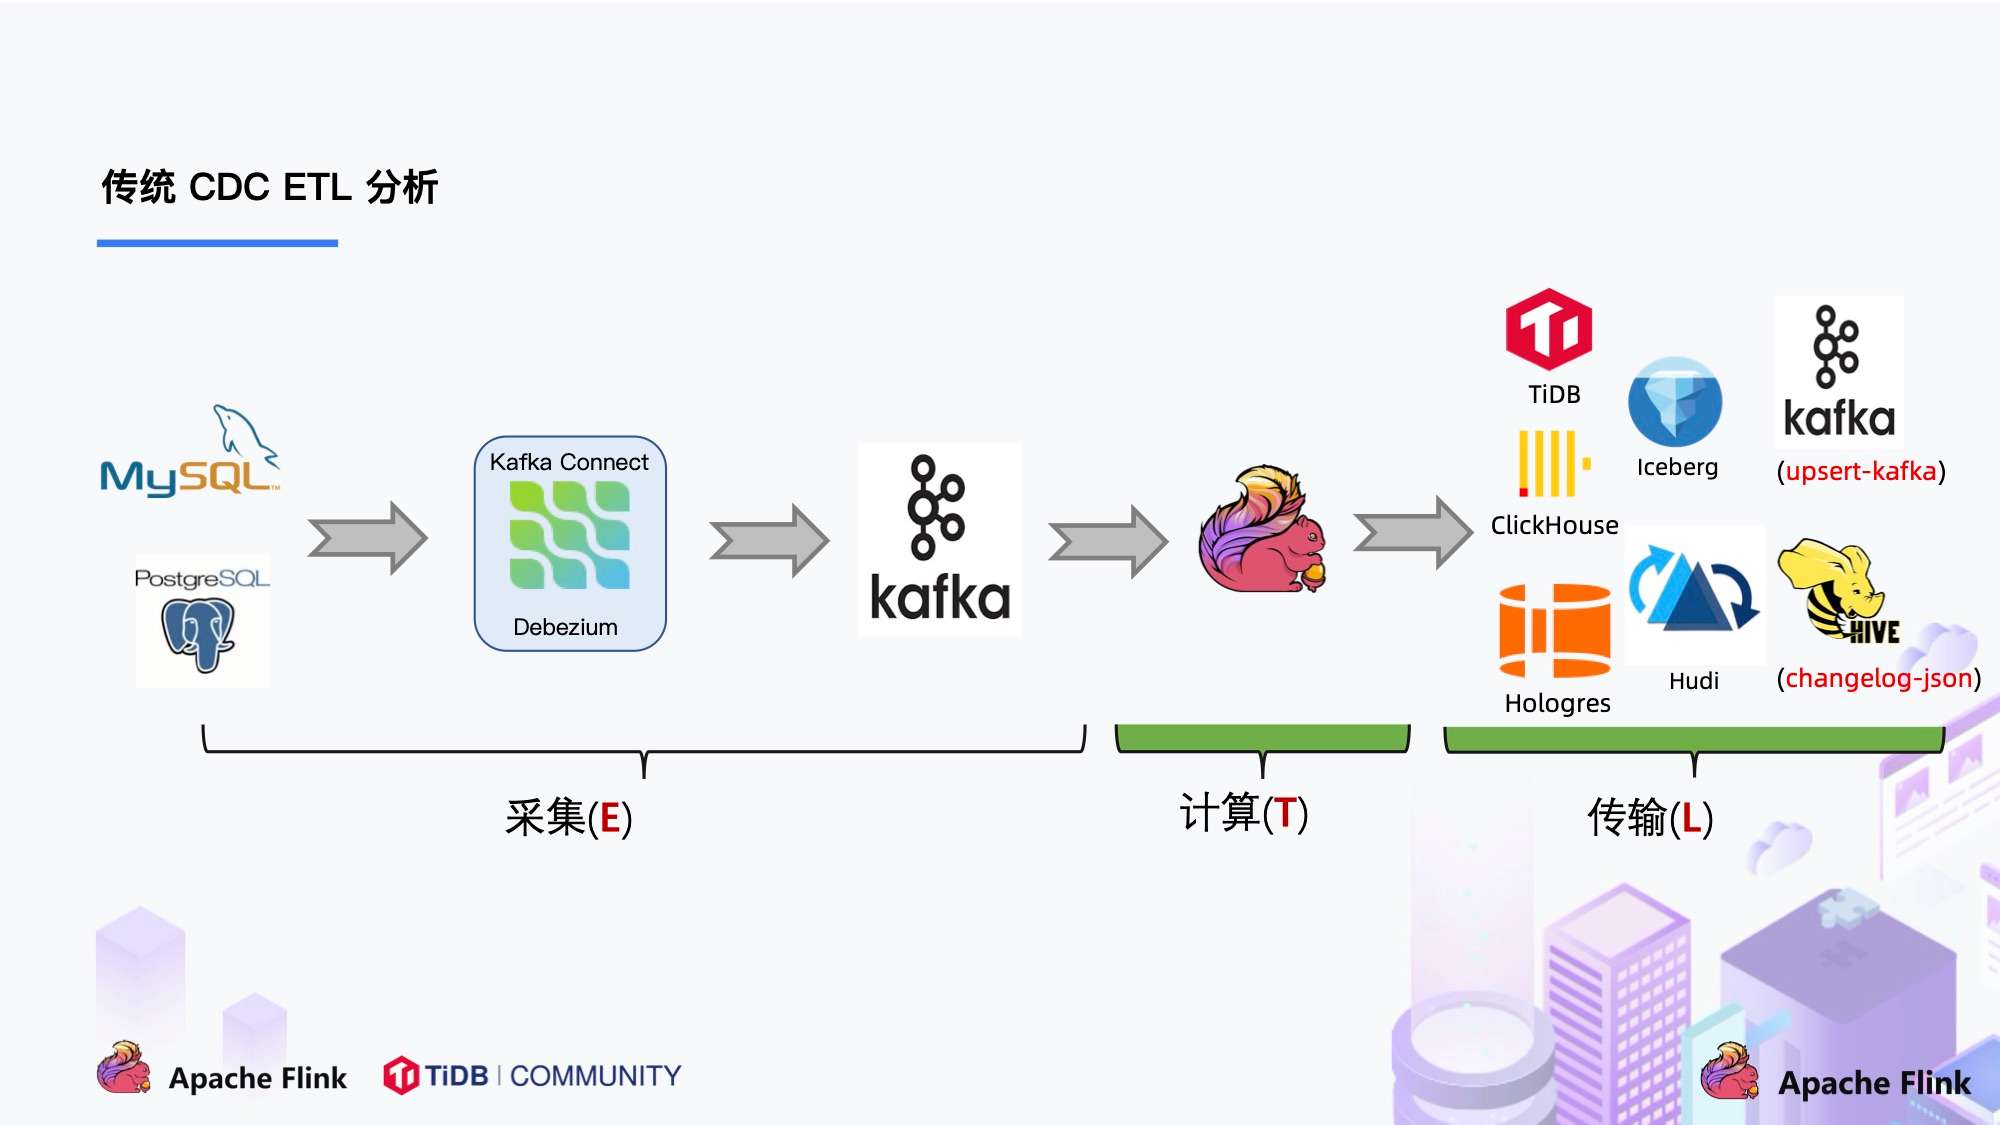 传统 CDC ETL 分析
MySQL™
PostgreSQL
Kafka Connect
Debezium
kafka
TiDB
ClickHouse
Hologres
Iceberg
Hudi
kafka
(upsert-kafka)
HIVE
(changelog-json)
采集(E)
计算(T)
传输(L)
Apache Flink
TiDB | COMMUNITY
Apache Flink